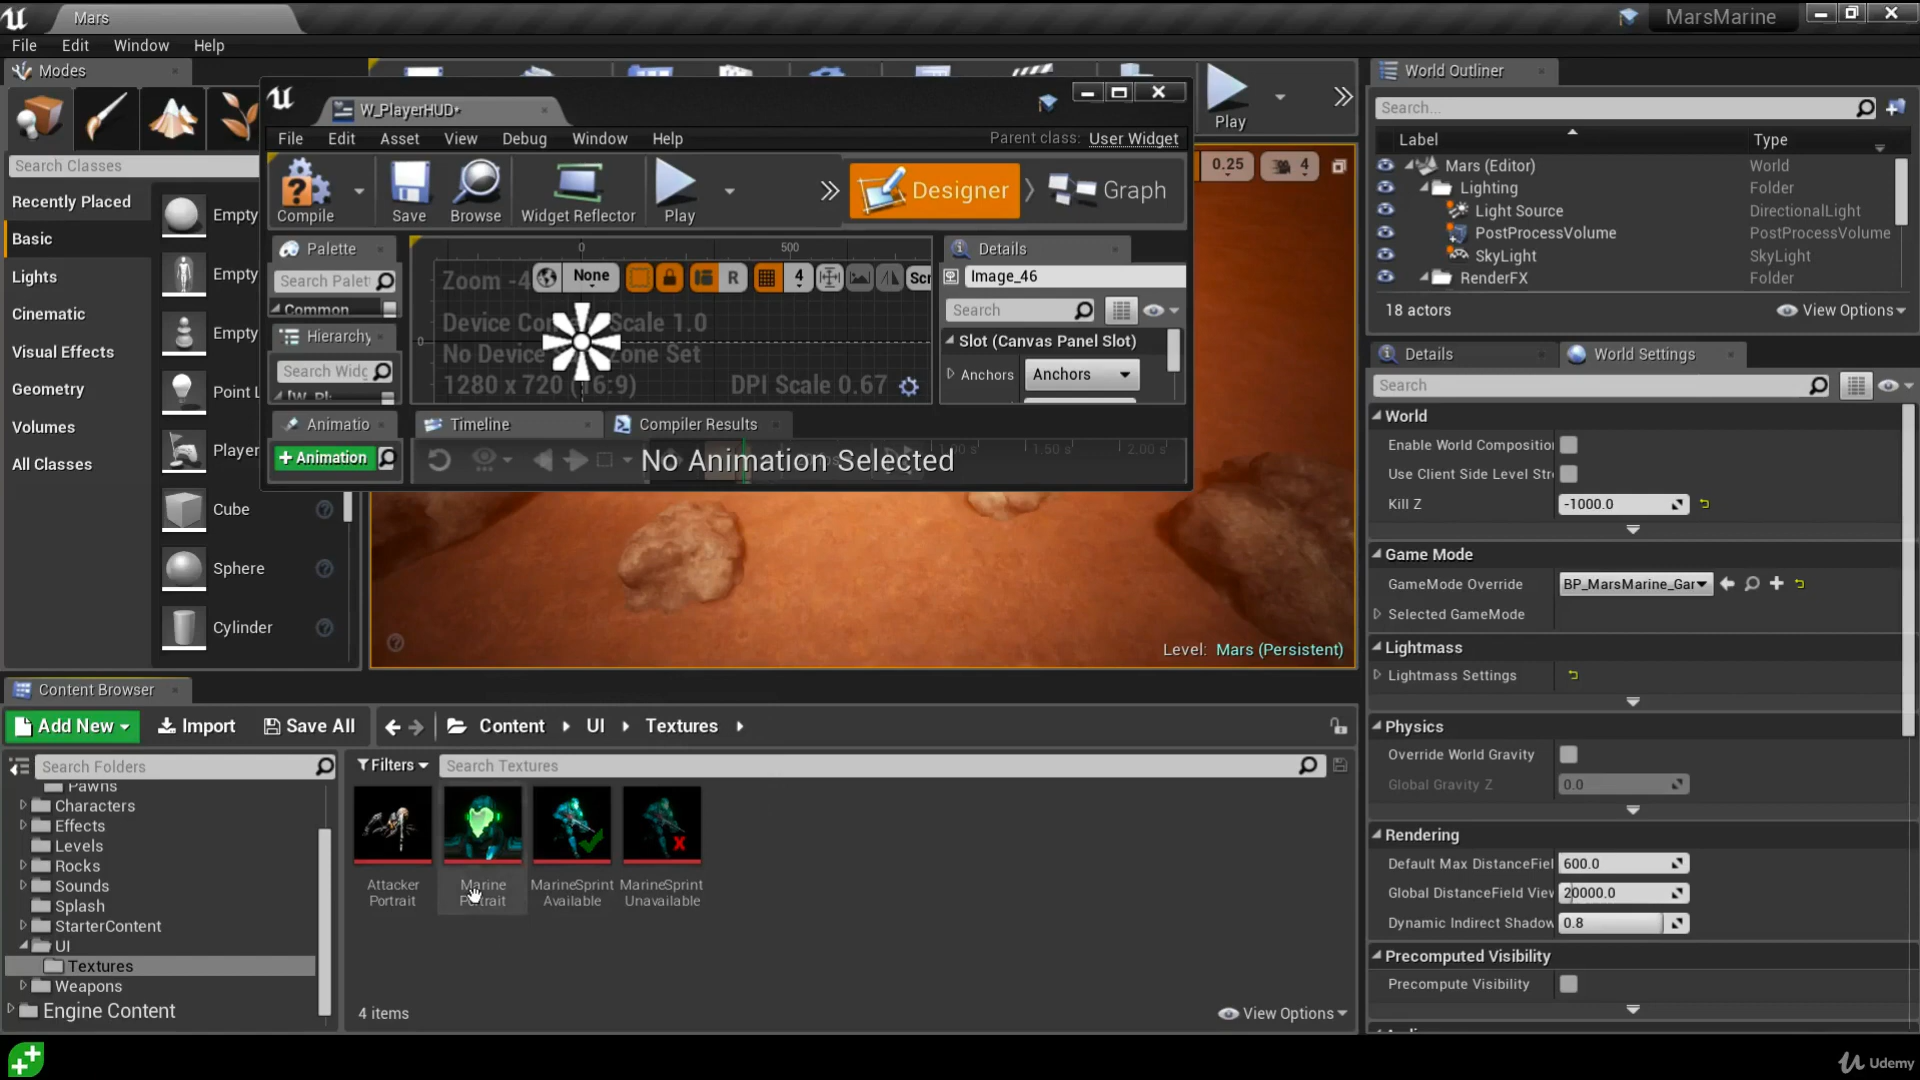 Mars
MarsMarine
File Edit Window Help
Modes
Search Classes
Recently Placed
Basic
Lights
Cinematic
Visual Effects
Geometry
Volumes
All Classes
Empty
Empty
Empty
Point L
Player
Cube
Sphere
Cylinder
W_PlayerHUD*
File Edit Asset View Debug Window Help
Parent class: User Widget
Compile Save Browse Widget Reflector Play
Designer
Graph
Palette
Search Palet
Common
Hierarchy
Search Widg
0 500
Zoom -4
None R 4 Scr
0
1280 x 720 (16:9)
DPI Scale 0.67
Details
Image_46
Search
Slot (Canvas Panel Slot)
Anchors Anchors
Animatio
+ Animation
Timeline
Compiler Results
No Animation Selected
1.50 s 2.00 s
Play
0.25 4
Level: Mars (Persistent)
World Outliner
Search...
Label Type
Mars (Editor) World
Lighting Folder
Light Source DirectionalLight
PostProcessVolume PostProcessVolume
SkyLight SkyLight
RenderFX Folder
18 actors
View Options
Details World Settings
Search
World
Enable World Compositio
Use Client Side Level Stre
Kill Z -1000.0
Game Mode
GameMode Override BP_MarsMarine_Gar
Selected GameMode
Lightmass
Lightmass Settings
Physics
Override World Gravity
Global Gravity Z 0.0
Rendering
Default Max DistanceFiel 600.0
Global DistanceField View 20000.0
Dynamic Indirect Shadow 0.8
Precomputed Visibility
Precompute Visibility
Content Browser
Add New Import Save All
Content UI Textures
Search Folders
Filters
Search Textures
Pawns
Characters
Effects
Levels
Rocks
Sounds
Splash
StarterContent
UI
Textures
Weapons
Engine Content
Attacker
Portrait
Marine
Portrait
MarineSprint
Available
MarineSprint
Unavailable
4 items
View Options
Udemy